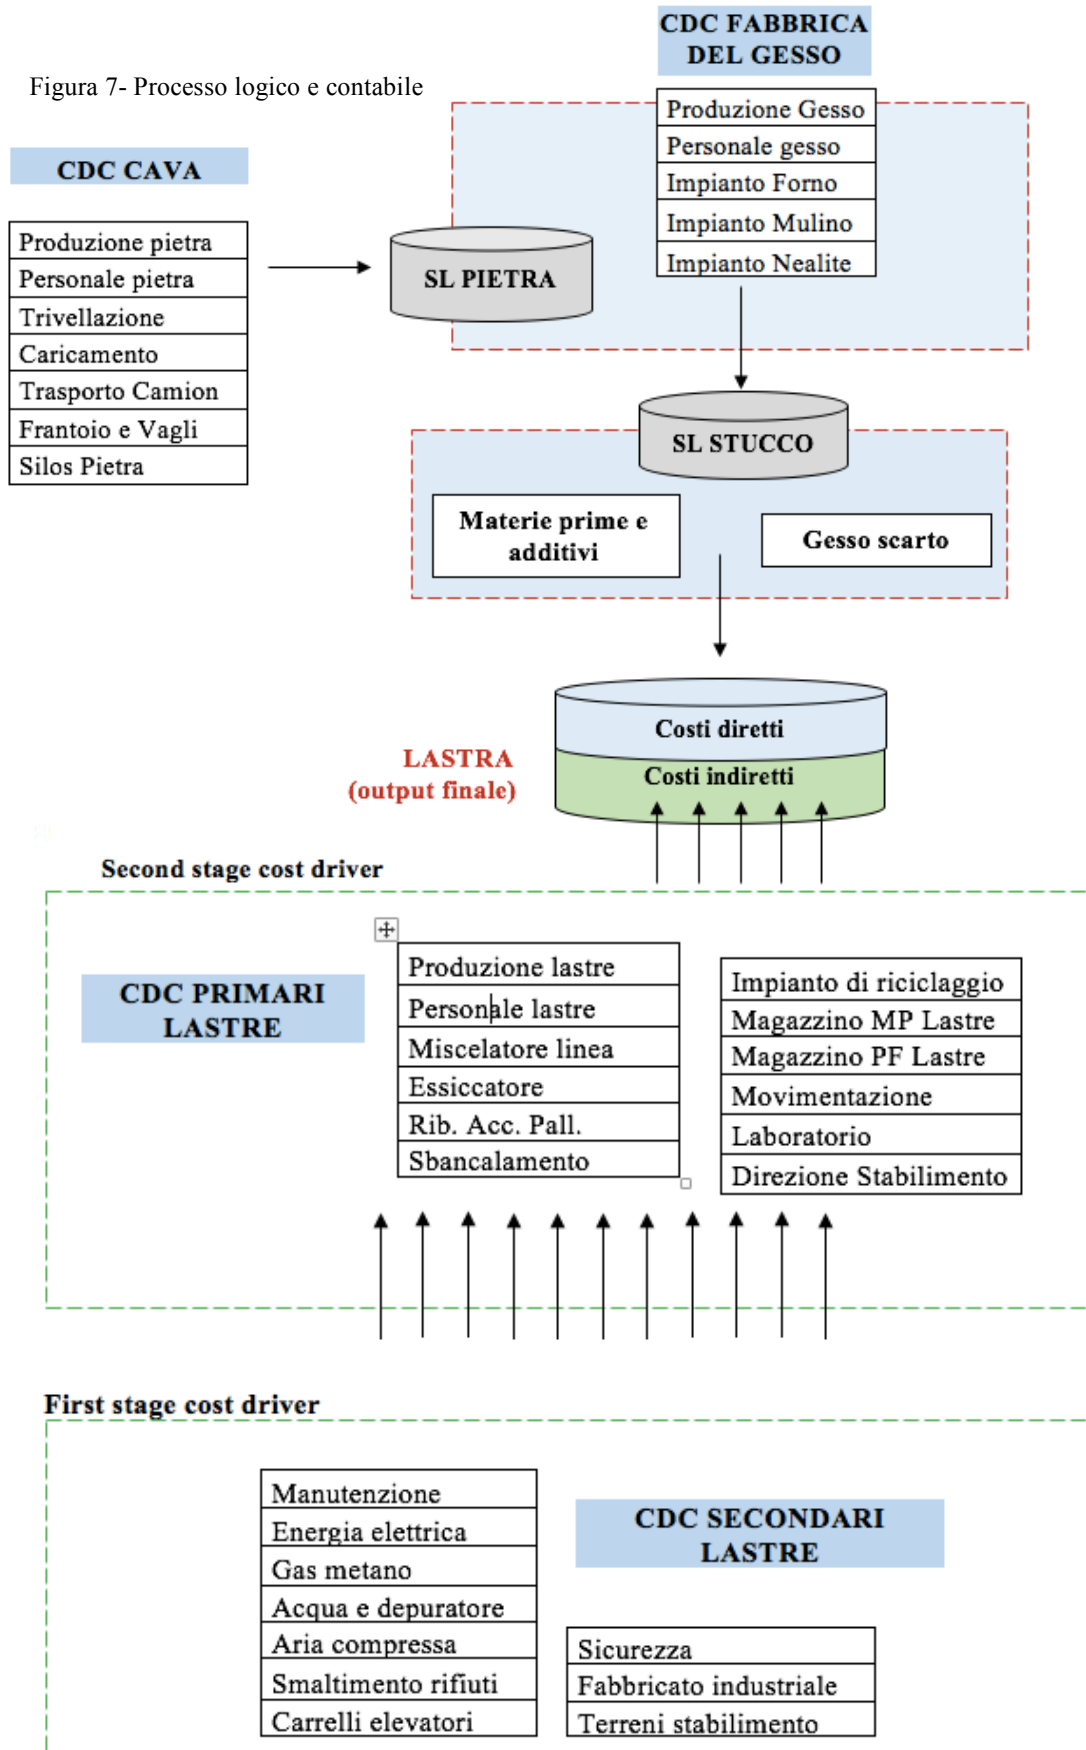 CDC FABBRICA
DEL GESSO
Figura 7- Processo logico e contabile
Produzione Gesso
Personale gesso
Impianto Forno
Impianto Mulino
Impianto Nealite
CDC CAVA
Produzione pietra
Personale pietra
Trivellazione
Caricamento
Trasporto Camion
Frantoio e Vagli
Silos Pietra
SL PIETRA
SL STUCCO
Materie prime e
additivi
Gesso scarto
Costi diretti
LASTRA
(output finale)
Costi indiretti
Second stage cost driver
CDC PRIMARI
LASTRE
Produzione lastre
Personale lastre
Miscelatore linea
Essiccatore
Rib. Acc. Pall.
Sbancalamento
Impianto di riciclaggio
Magazzino MP Lastre
Magazzino PF Lastre
Movimentazione
Laboratorio
Direzione Stabilimento
First stage cost driver
Manutenzione
Energia elettrica
Gas metano
Acqua e depuratore
Aria compressa
Smaltimento rifiuti
Carrelli elevatori
CDC SECONDARI
LASTRE
Sicurezza
Fabbricato industriale
Terreni stabilimento